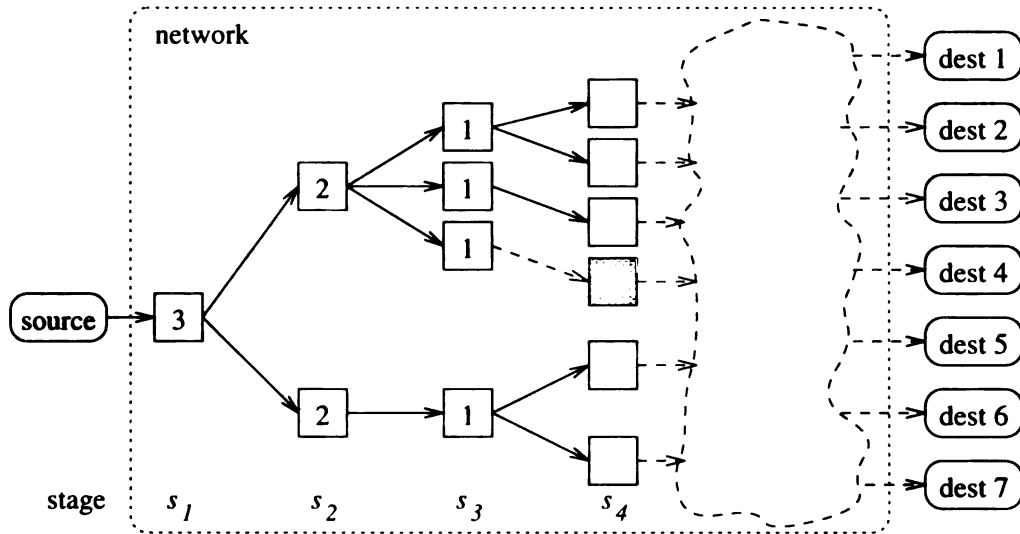 network
dest 1
dest 2
1
2
1
dest 3
1
dest 4
source
3
dest 5
2
1
dest 6
stage
s1
s2
s3
s4
dest 7